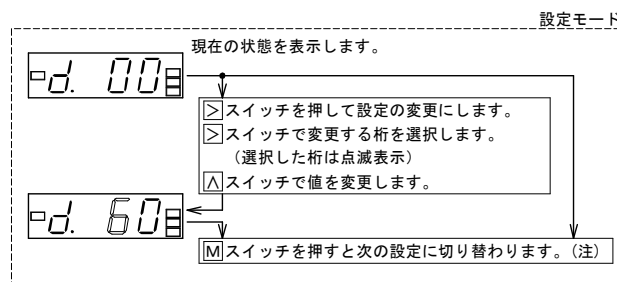 設定モード
現在の状態を表示します。
d. 00
>スイッチを押して設定の変更にします。
>スイッチで変更する桁を選択します。
(選択した桁は点滅表示)
∧スイッチで値を変更します。
d. 60
Mスイッチを押すと次の設定に切り替わります。(注)